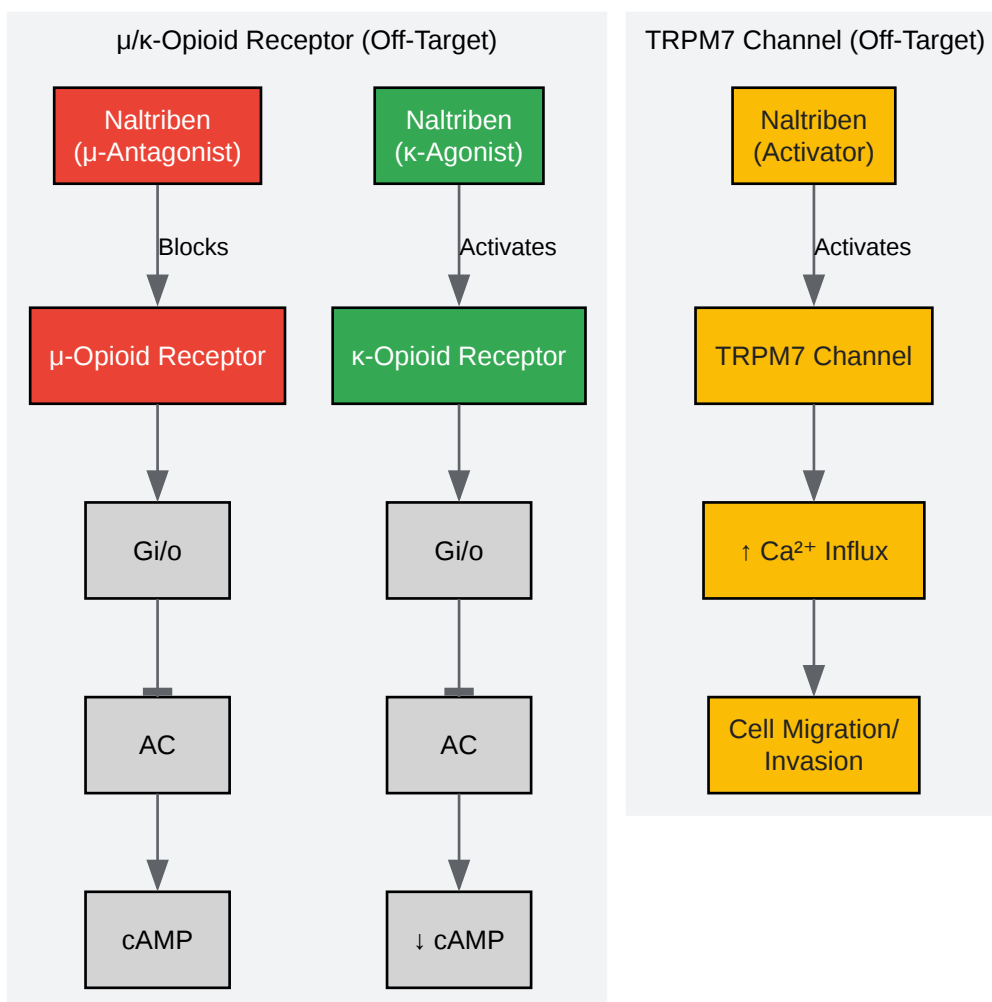 μ/κ-Opioid Receptor (Off-Target)
Naltriben
(μ-Antagonist)
Blocks
μ-Opioid Receptor
Gi/o
AC
cAMP
Naltriben
(κ-Agonist)
Activates
κ-Opioid Receptor
Gi/o
AC
↓ cAMP
TRPM7 Channel (Off-Target)
Naltriben
(Activator)
Activates
TRPM7 Channel
↑ Ca²⁺ Influx
Cell Migration/
Invasion